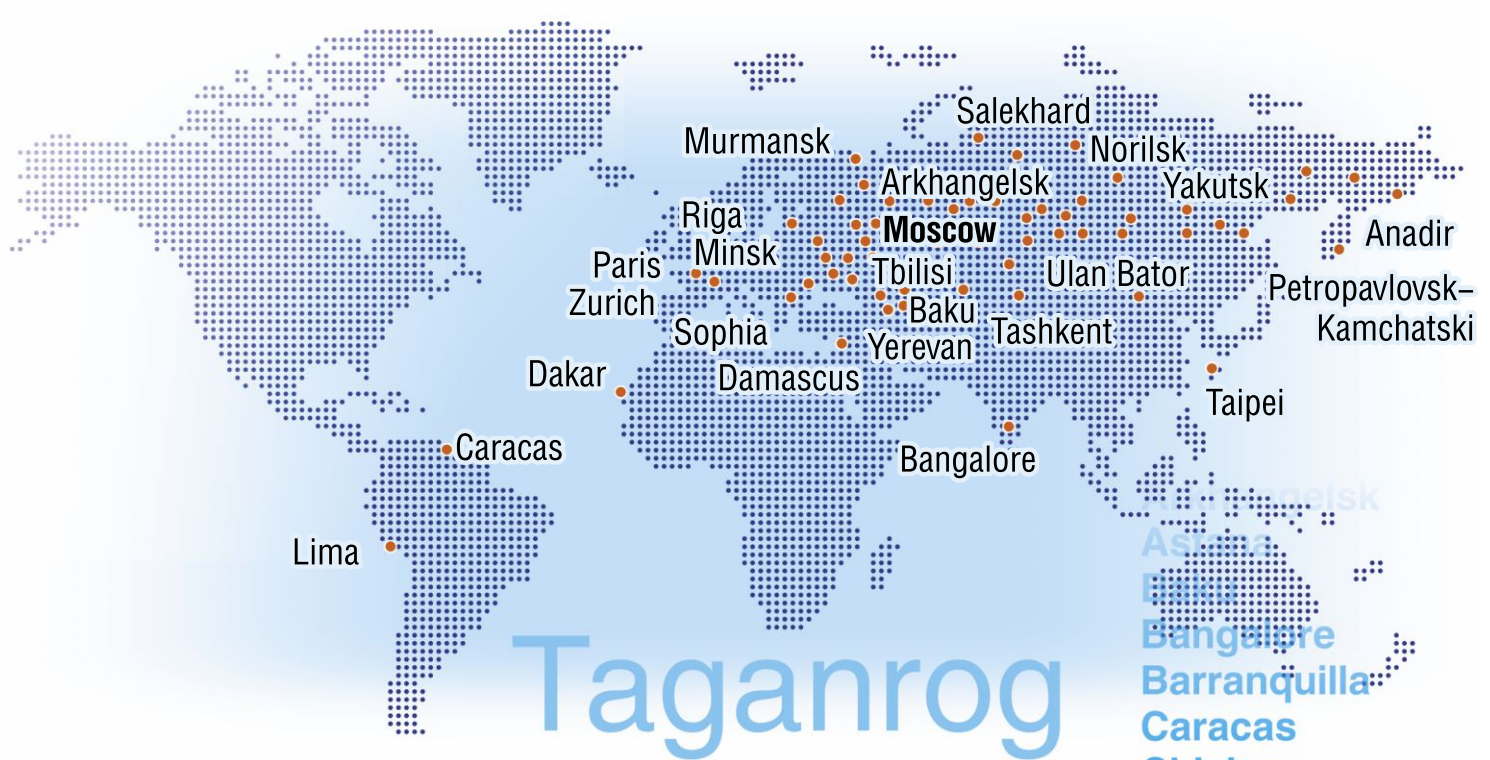 Salekhard
Murmansk
Norilsk
Arkhangelsk
Yakutsk
Riga
Moscow
Anadir
Minsk
Paris
Tbilisi
Ulan Bator
Petropavlovsk–
Kamchatski
Zurich
Baku
Sophia
Tashkent
Yerevan
Dakar
Damascus
Taipei
Caracas
Bangalore
Lima
Arkhangelsk
Astana
Baku
Bangalore
Barranquilla
Caracas
Taganrog